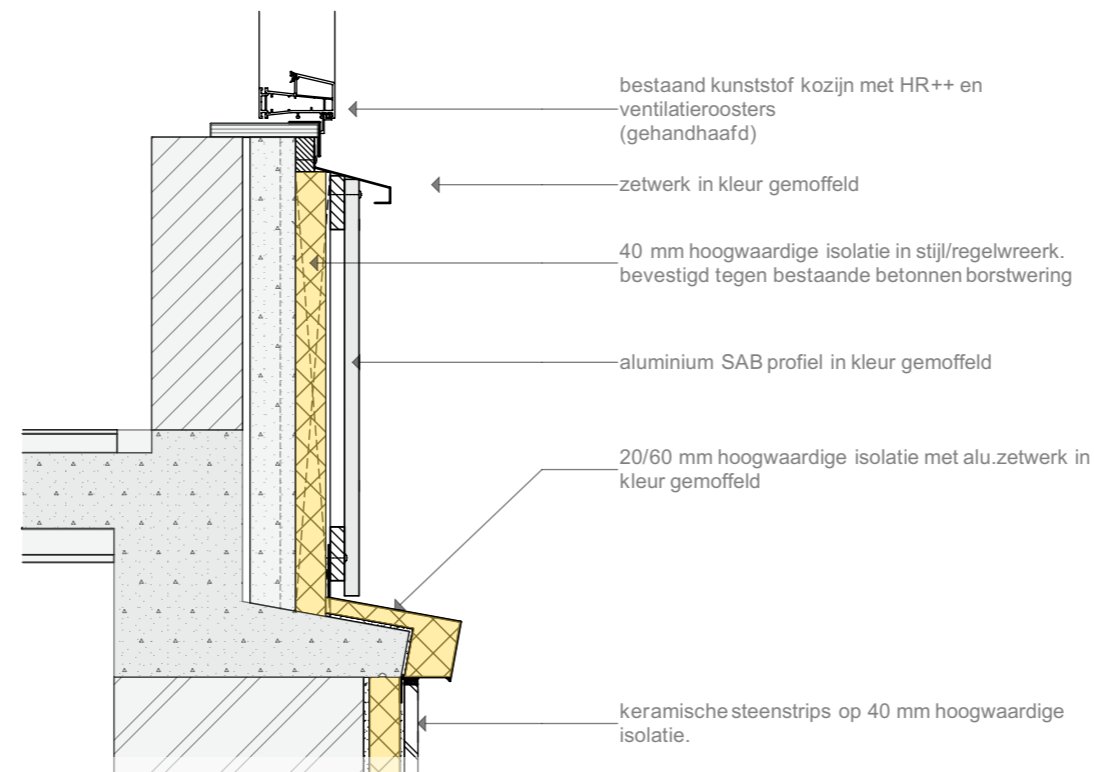 bestaand kunststof kozijn met HR++ en
ventilatieroosters
(gehandhaafd)
zetwerk in kleur gemoffeld
40 mm hoogwaardige isolatie in stijl/regelwreerk.
bevestigd tegen bestaande betonnen borstwering
aluminium SAB profiel in kleur gemoffeld
20/60 mm hoogwaardige isolatie met alu.zetwerk in
kleur gemoffeld
keramische steenstrips op 40 mm hoogwaardige
isolatie.